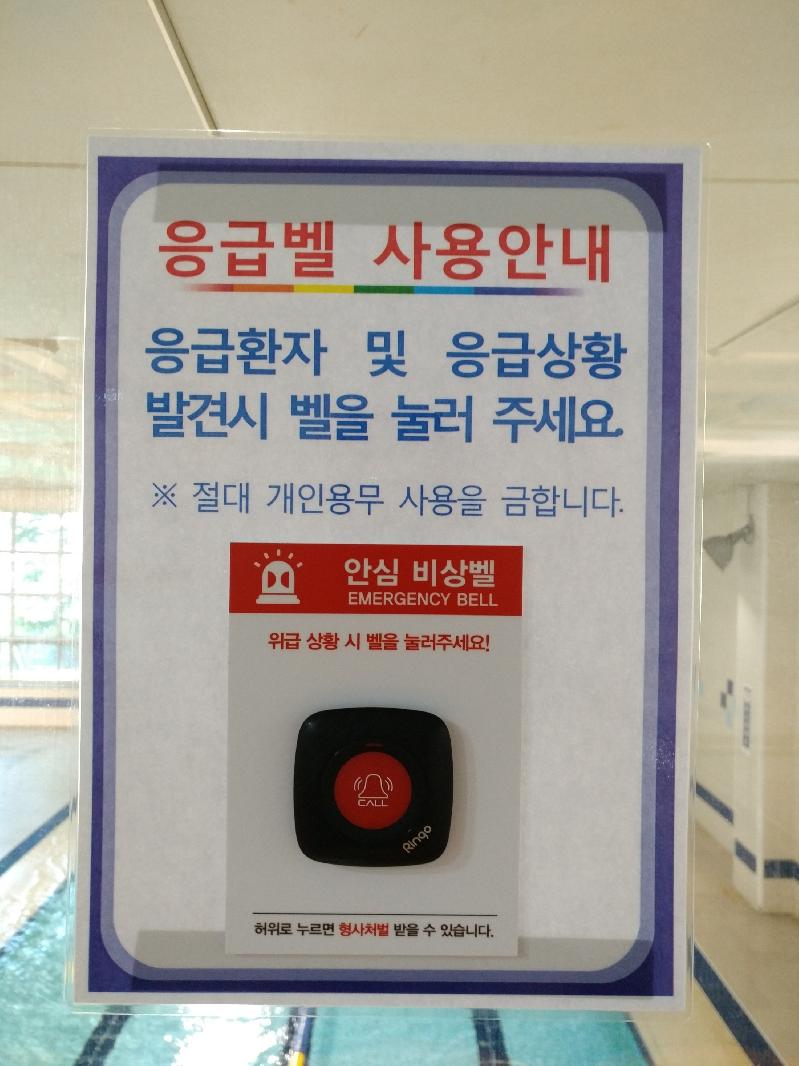 응급벨 사용안내
응급환자 및 응급상황
발견시 벨을 눌러 주세요.
※ 절대 개인용무 사용을 금합니다.
안심 비상벨
EMERGENCY BELL
위급 상황 시 벨을 눌러주세요!
CALL
Ringo
허위로 누르면 형사처벌 받을 수 있습니다.